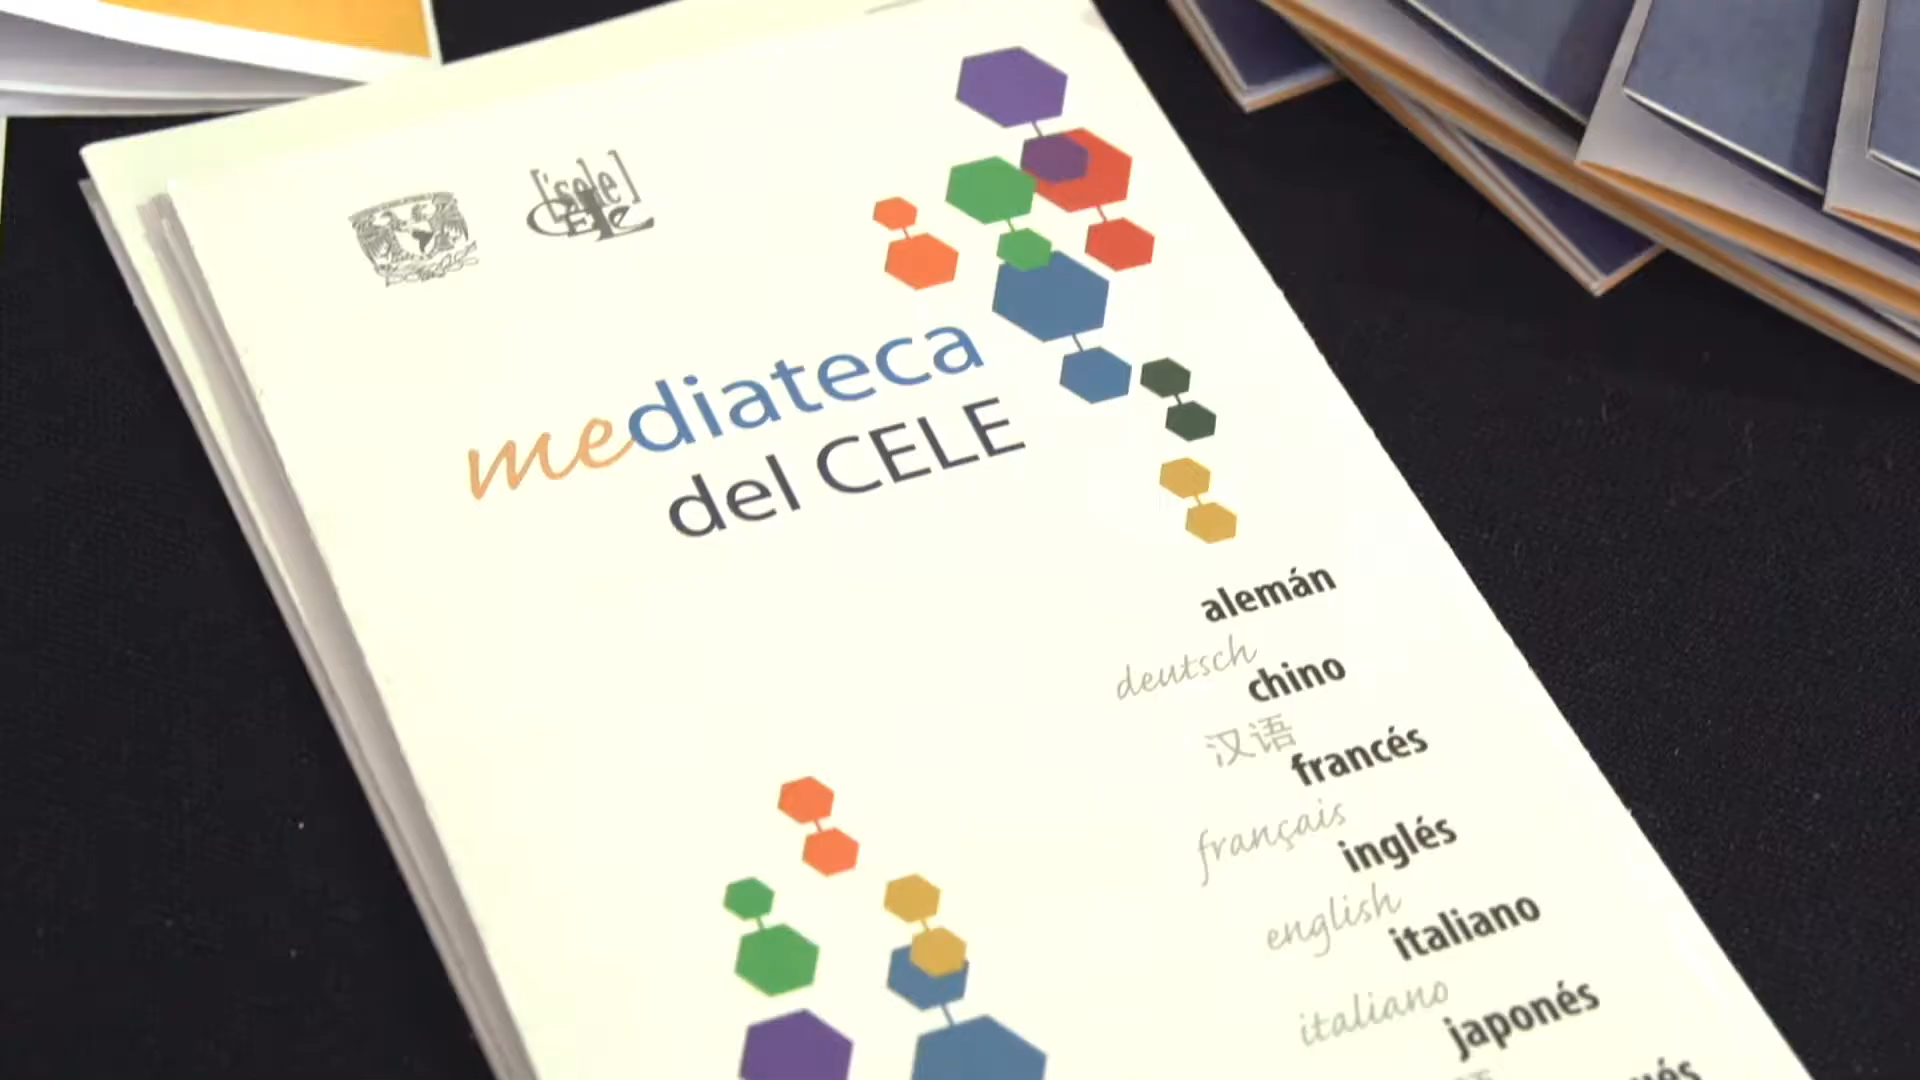 ['sele]
CELE
mediateca
del CELE
alemán
deutsch
chino
汉语
francés
français
inglés
english
italiano
italiano
japonés